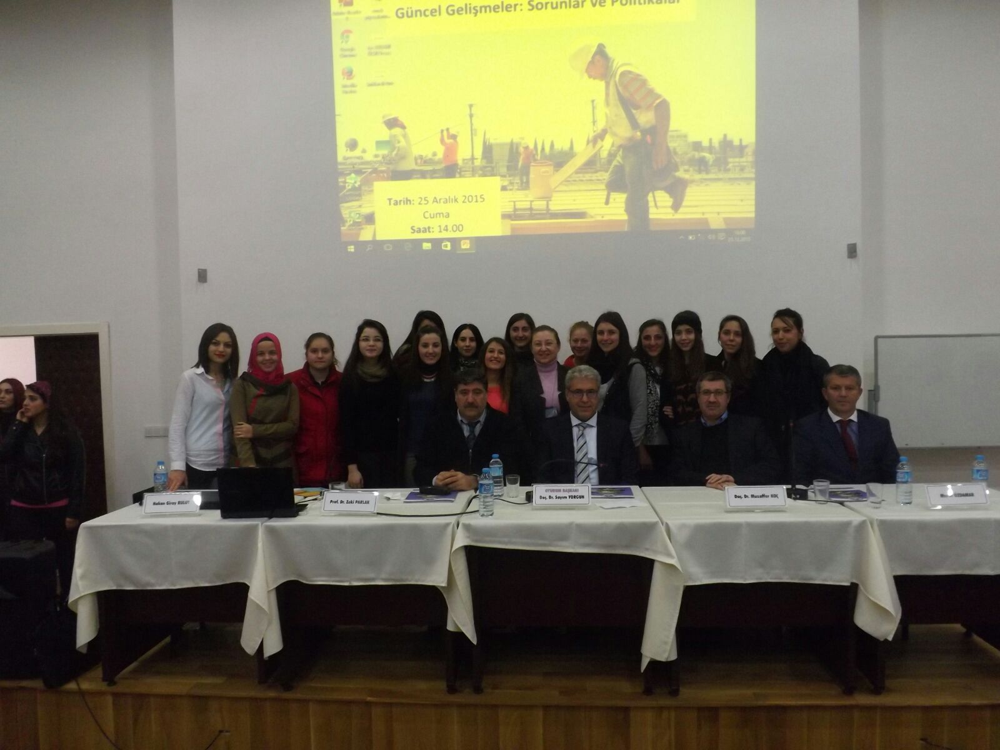 Güncel Gelişmeler: Sorunlar ve Politikalar
Tarih: 25 Aralık 2015
Cuma
Saat: 14.00
Hakan Giray BULUT
Prof. Dr. Zeki PARLAK
OTURUM BAŞKANI
Doç. Dr. Sayım YORGUN
Doç. Dr. Muzaffer KOÇ
ÖZDAMAR